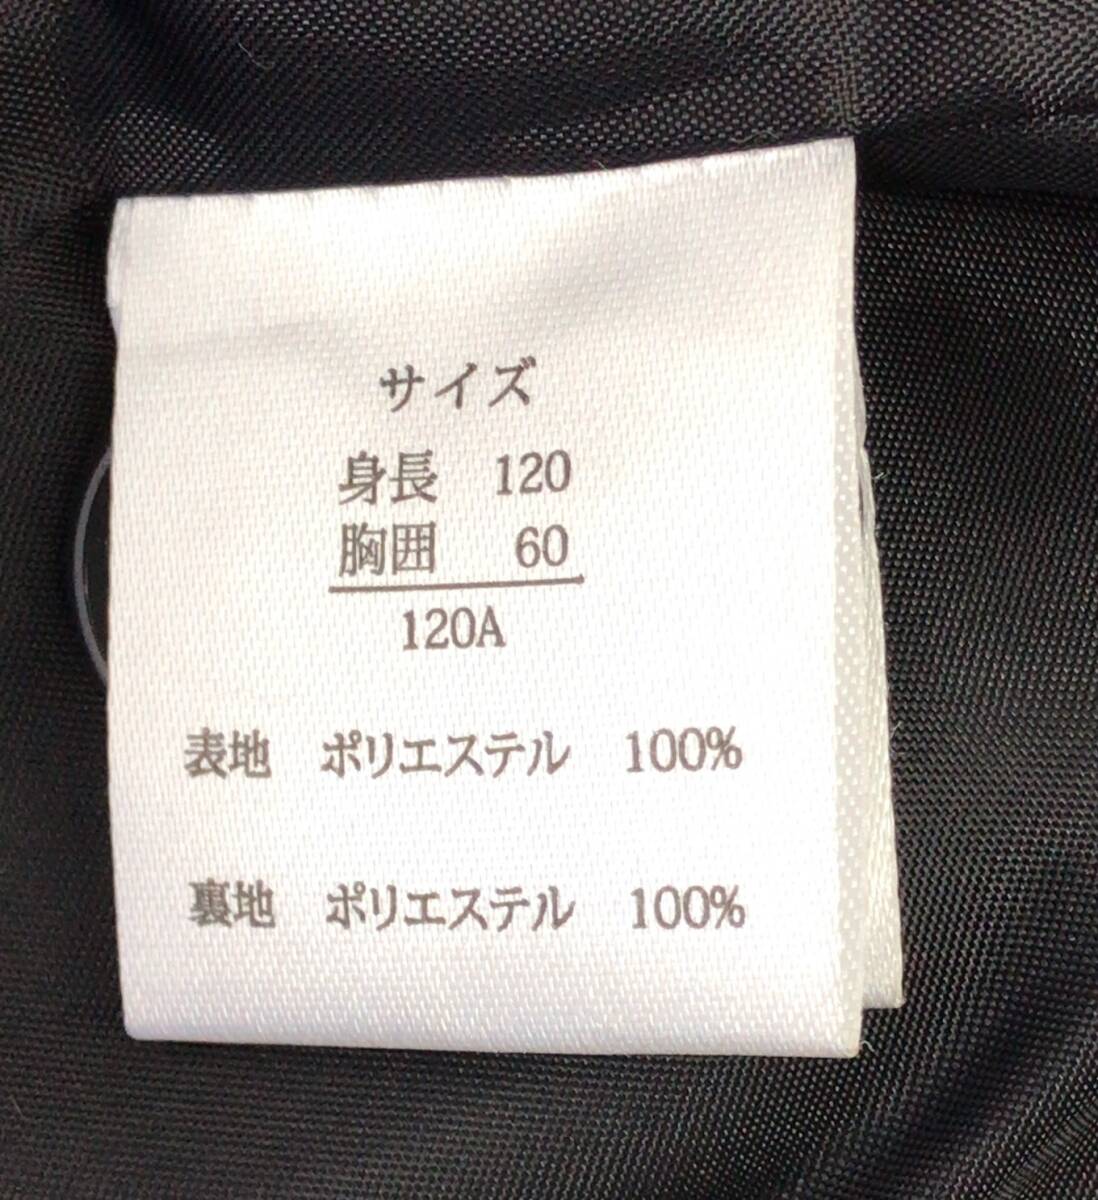 サイズ
身長 120
胸囲 60
120A
表地 ポリエステル 100%
裏地 ポリエステル 100%